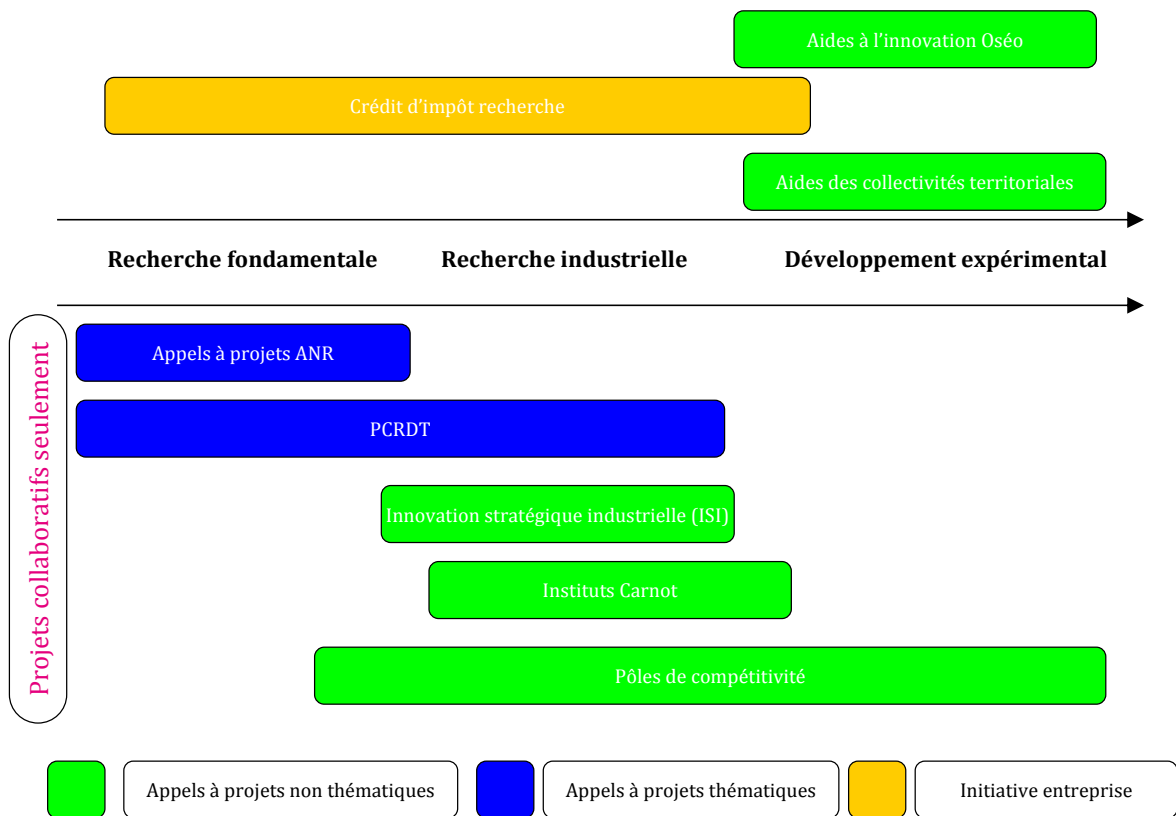 Aides à l’innovation Oséo
Crédit d’impôt recherche
Aides des collectivités territoriales
Recherche fondamentale
Recherche industrielle
Développement expérimental
Projets collaboratifs seulement
Appels à projets ANR
PCRDT
Innovation stratégique industrielle (ISI)
Instituts Carnot
Pôles de compétitivité
Appels à projets non thématiques
Appels à projets thématiques
Initiative entreprise